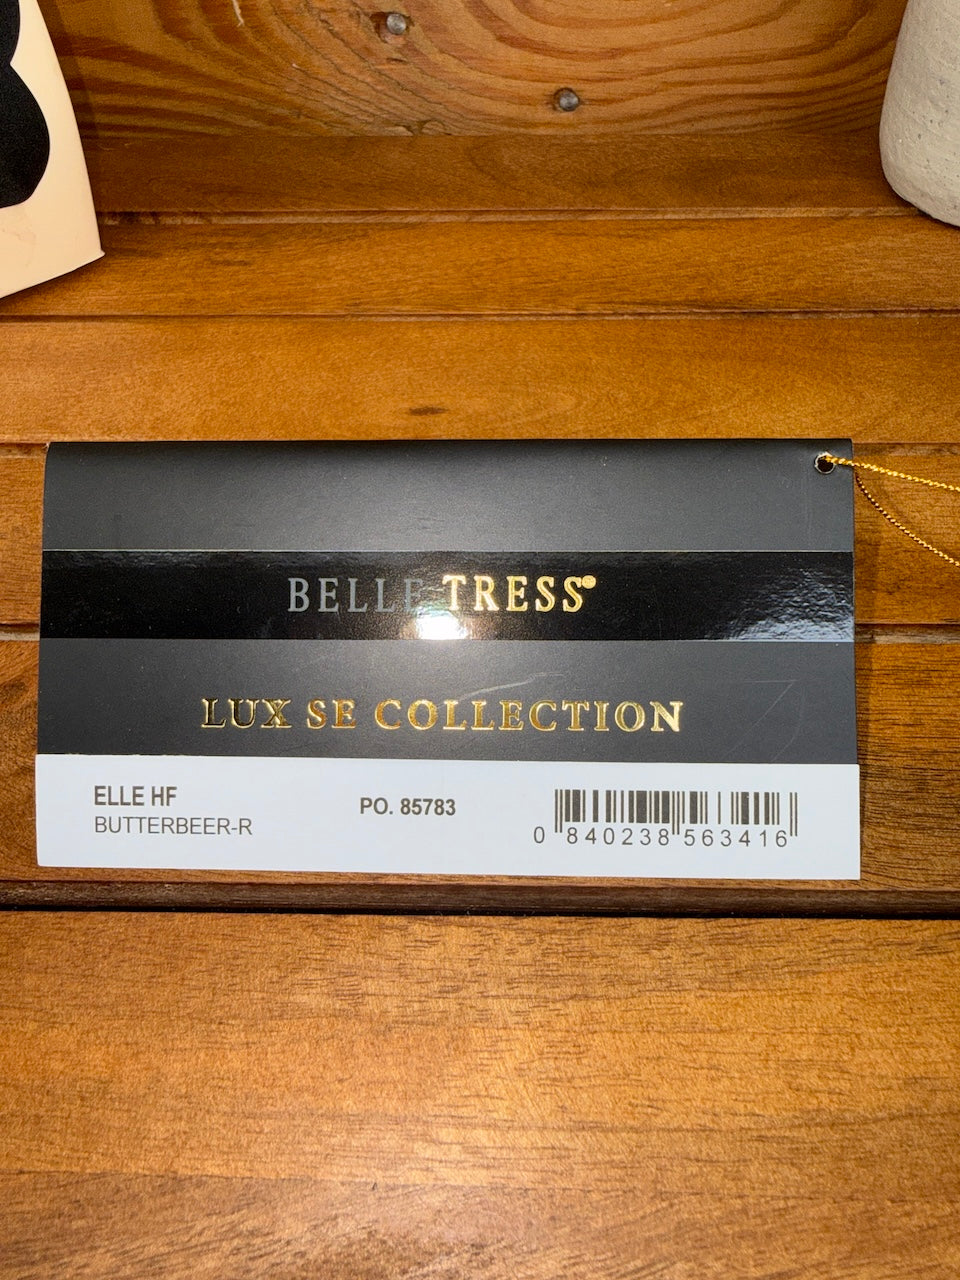 BELLE TRESS®
LUX SE COLLECTION
ELLE HF
BUTTERBEER-R
PO. 85783
0 840238 563416